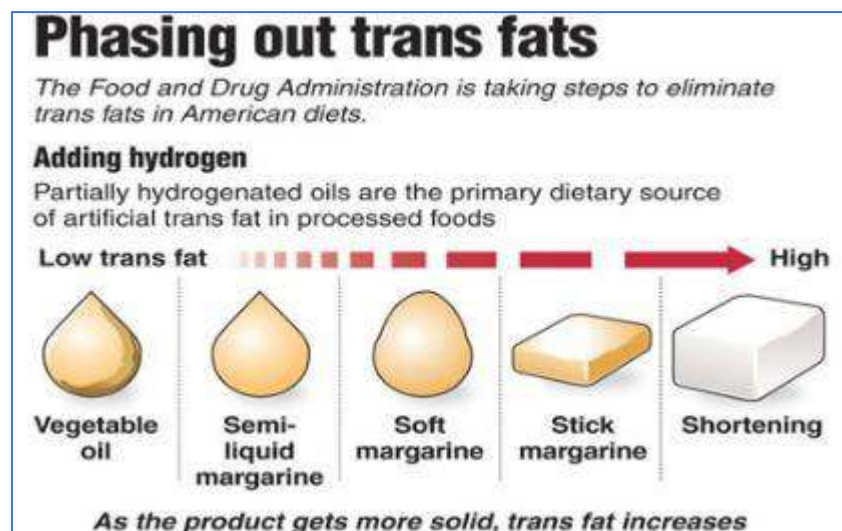 Phasing out trans fats
The Food and Drug Administration is taking steps to eliminate
trans fats in American diets.
Adding hydrogen
Partially hydrogenated oils are the primary dietary source
of artificial trans fat in processed foods
Low trans fat High
Vegetable oil
Semi-liquid margarine
Soft margarine
Stick margarine
Shortening
As the product gets more solid, trans fat increases